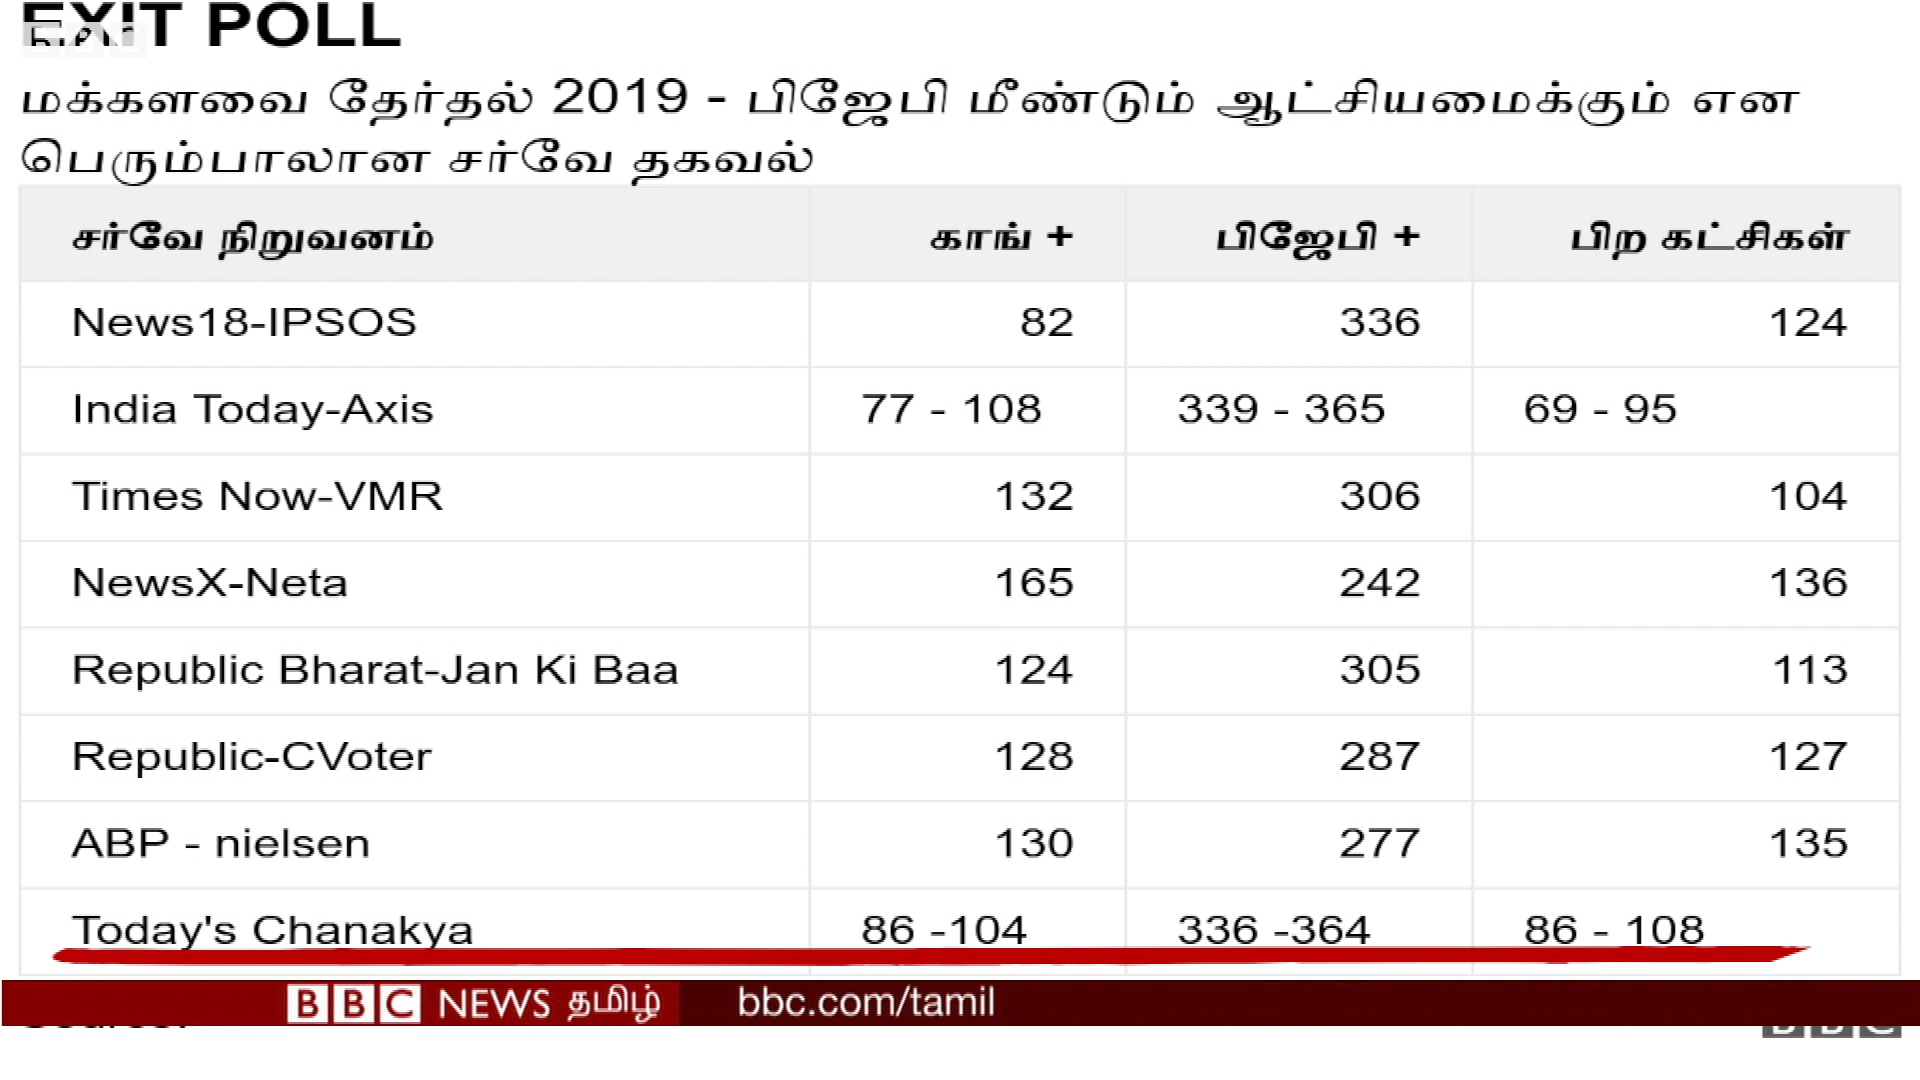 EXIT POLL
மக்களவை தேர்தல் 2019 - பிஜேபி மீண்டும் ஆட்சியமைக்கும் என
பெரும்பாலான சர்வே தகவல்
சர்வே நிறுவனம் காங் + பிஜேபி + பிற கட்சிகள்
News18-IPSOS 82 336 124
India Today-Axis 77 - 108 339 - 365 69 - 95
Times Now-VMR 132 306 104
NewsX-Neta 165 242 136
Republic Bharat-Jan Ki Baa 124 305 113
Republic-CVoter 128 287 127
ABP - nielsen 130 277 135
Today's Chanakya 86 -104 336 -364 86 - 108
BBC NEWS தமிழ் bbc.com/tamil
BBC